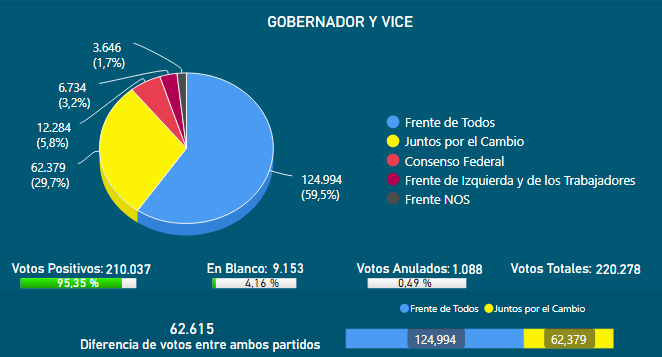 GOBERNADOR Y VICE
3.646
(1,7%)
6.734
(3,2%)
12.284
(5,8%)
62.379
(29,7%)
124.994
(59,5%)
Frente de Todos
Juntos por el Cambio
Consenso Federal
Frente de Izquierda y de los Trabajadores
Frente NOS
Votos Positivos: 210.037
95,35 %
En Blanco: 9.153
4,16 %
Votos Anulados: 1.088
0,49 %
Votos Totales: 220.278
62.615
Diferencia de votos entre ambos partidos
Frente de Todos Juntos por el Cambio
124,994 62,379